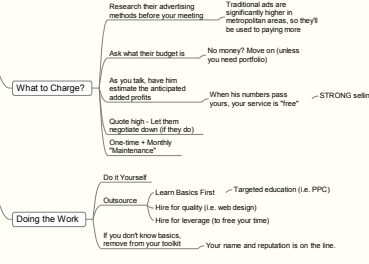 Research their advertising
methods before your meeting
Traditional ads are
significantly higher in
metropolitan areas, so they'll
be used to paying more
Ask what their budget is
No money? Move on (unless
you need portfolio)
What to Charge?
As you talk, have him
estimate the anticipated
added profits
When his numbers pass
yours, your service is "free"
STRONG sellin
Quote high - Let them
negotiate down (if they do)
One-time + Monthly
"Maintenance"
Do it Yourself
Doing the Work
Outsource
Learn Basics First
Targeted education (i.e. PPC)
Hire for quality (i.e. web design)
Hire for leverage (to free your time)
If you don't know basics,
remove from your toolkit
Your name and reputation is on the line.